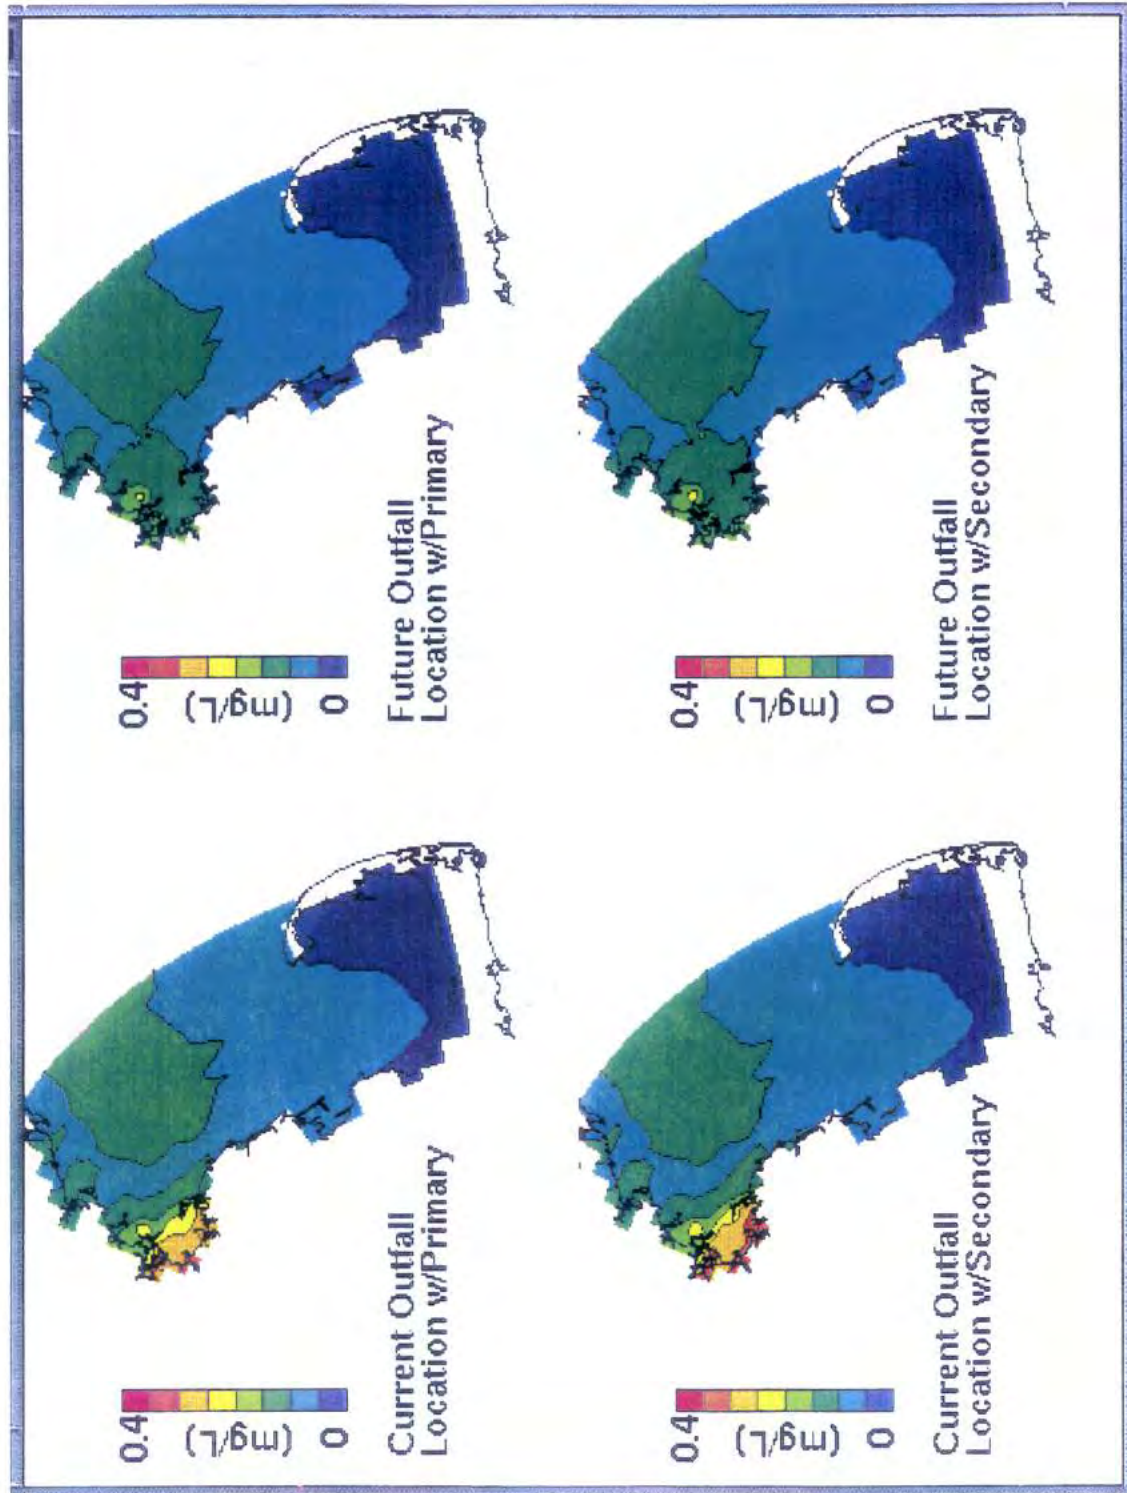 0.4
(mg/L)
0
Current Outfall
Location w/Primary
0.4
(mg/L)
0
Future Outfall
Location w/Primary
0.4
(mg/L)
0
Current Outfall
Location w/Secondary
0.4
(mg/L)
0
Future Outfall
Location w/Secondary